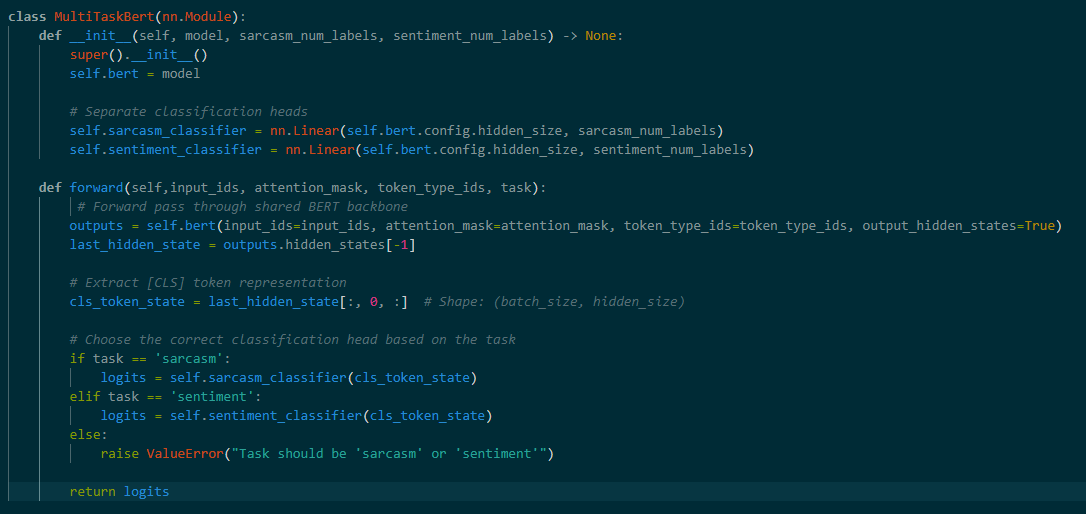 class MultiTaskBert(nn.Module):
    def __init__(self, model, sarcasm_num_labels, sentiment_num_labels) -> None:
        super().__init__()
        self.bert = model

        # Separate classification heads
        self.sarcasm_classifier = nn.Linear(self.bert.config.hidden_size, sarcasm_num_labels)
        self.sentiment_classifier = nn.Linear(self.bert.config.hidden_size, sentiment_num_labels)

    def forward(self,input_ids, attention_mask, token_type_ids, task):
         # Forward pass through shared BERT backbone
        outputs = self.bert(input_ids=input_ids, attention_mask=attention_mask, token_type_ids=token_type_ids, output_hidden_states=True)
        last_hidden_state = outputs.hidden_states[-1]

        # Extract [CLS] token representation
        cls_token_state = last_hidden_state[:, 0, :]  # Shape: (batch_size, hidden_size)

        # Choose the correct classification head based on the task
        if task == 'sarcasm':
            logits = self.sarcasm_classifier(cls_token_state)
        elif task == 'sentiment':
            logits = self.sentiment_classifier(cls_token_state)
        else:
            raise ValueError("Task should be 'sarcasm' or 'sentiment'")

        return logits